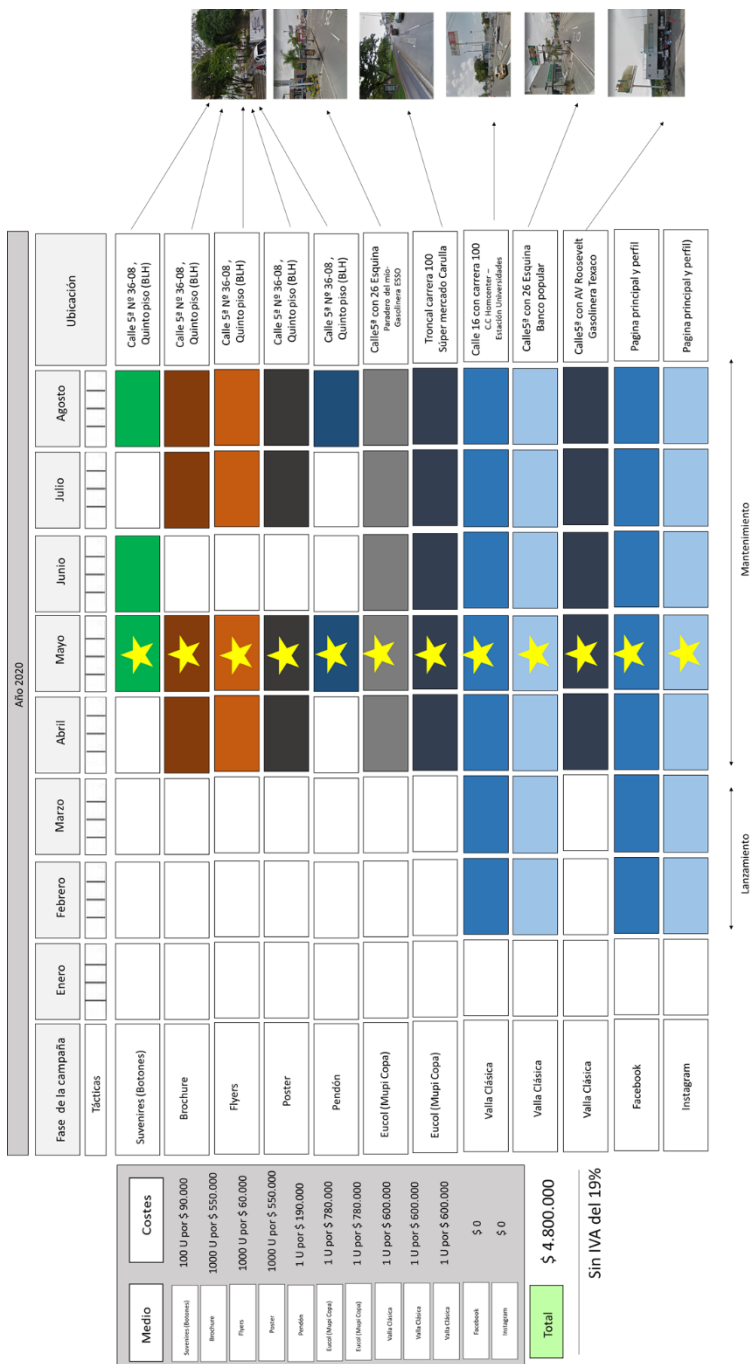 Año 2020
Fase de la campaña
Enero
Febrero
Marzo
Abril
Mayo
Junio
Julio
Agosto
Ubicación
Tácticas
Suvenires (Botones)
Calle 5ª Nº 36-08 ,
Quinto piso (BLH)
Brochure
Calle 5ª Nº 36-08 ,
Quinto piso (BLH)
Flyers
Calle 5ª Nº 36-08 ,
Quinto piso (BLH)
Poster
Calle 5ª Nº 36-08 ,
Quinto piso (BLH)
Pendón
Calle 5ª Nº 36-08 ,
Quinto piso (BLH)
Eucol (Mupi Copa)
Calle5ª con 26 Esquina
Paradero del mio-
Gasolinera ESSO
Eucol (Mupi Copa)
Troncal carrera 100
Súper mercado Carulla
Valla Clásica
Calle 16 con carrera 100
C.C Homcenter –
Estación Universidades
Valla Clásica
Calle5ª con 26 Esquina
Banco popular
Valla Clásica
Calle5ª con AV Roosevelt
Gasolinera Texaco
Facebook
Pagina principal y perfil
Instagram
Pagina principal y perfil)
Lanzamiento
Mantenimiento
Medio
Costes
Suvenires (Botones)
100 U por $ 90.000
Brochure
1000 U por $ 550.000
Flyers
1000 U por $ 60.000
Poster
1000 U por $ 550.000
Pendón
1 U por $ 190.000
Eucol (Mupi Copa)
1 U por $ 780.000
Eucol (Mupi Copa)
1 U por $ 780.000
Valla Clásica
1 U por $ 600.000
Valla Clásica
1 U por $ 600.000
Valla Clásica
1 U por $ 600.000
Facebook
$ 0
Instagram
$ 0
Total
$ 4.800.000
Sin IVA del 19%